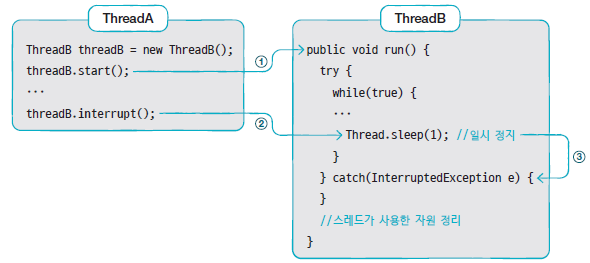 ThreadA
ThreadB threadB = new ThreadB();
threadB.start();
...
threadB.interrupt();
①
②
ThreadB
public void run() {
try {
while(true) {
...
Thread.sleep(1); //일시 정지
}
} catch(InterruptedException e) {
}
//스레드가 사용한 자원 정리
}
③